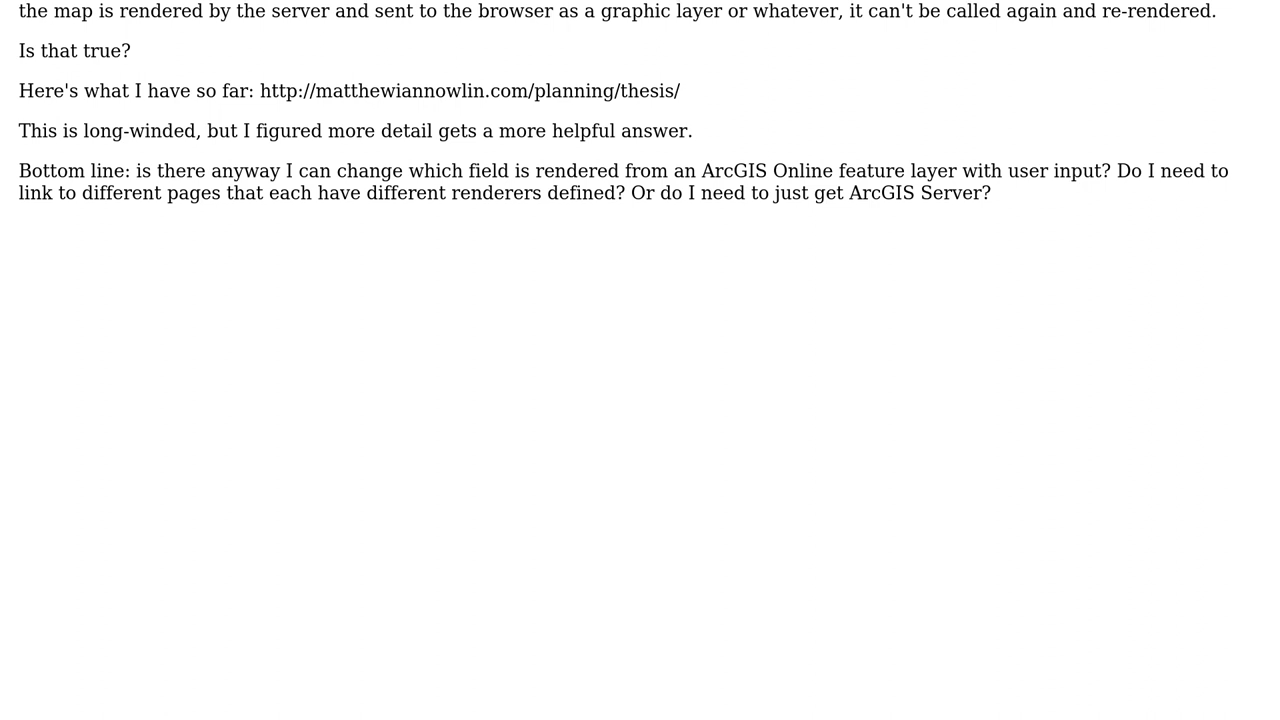 the map is rendered by the server and sent to the browser as a graphic layer or whatever, it can't be called again and re-rendered.
Is that true?
Here's what I have so far: http://matthewiannowlin.com/planning/thesis/
This is long-winded, but I figured more detail gets a more helpful answer.
Bottom line: is there anyway I can change which field is rendered from an ArcGIS Online feature layer with user input? Do I need to
link to different pages that each have different renderers defined? Or do I need to just get ArcGIS Server?